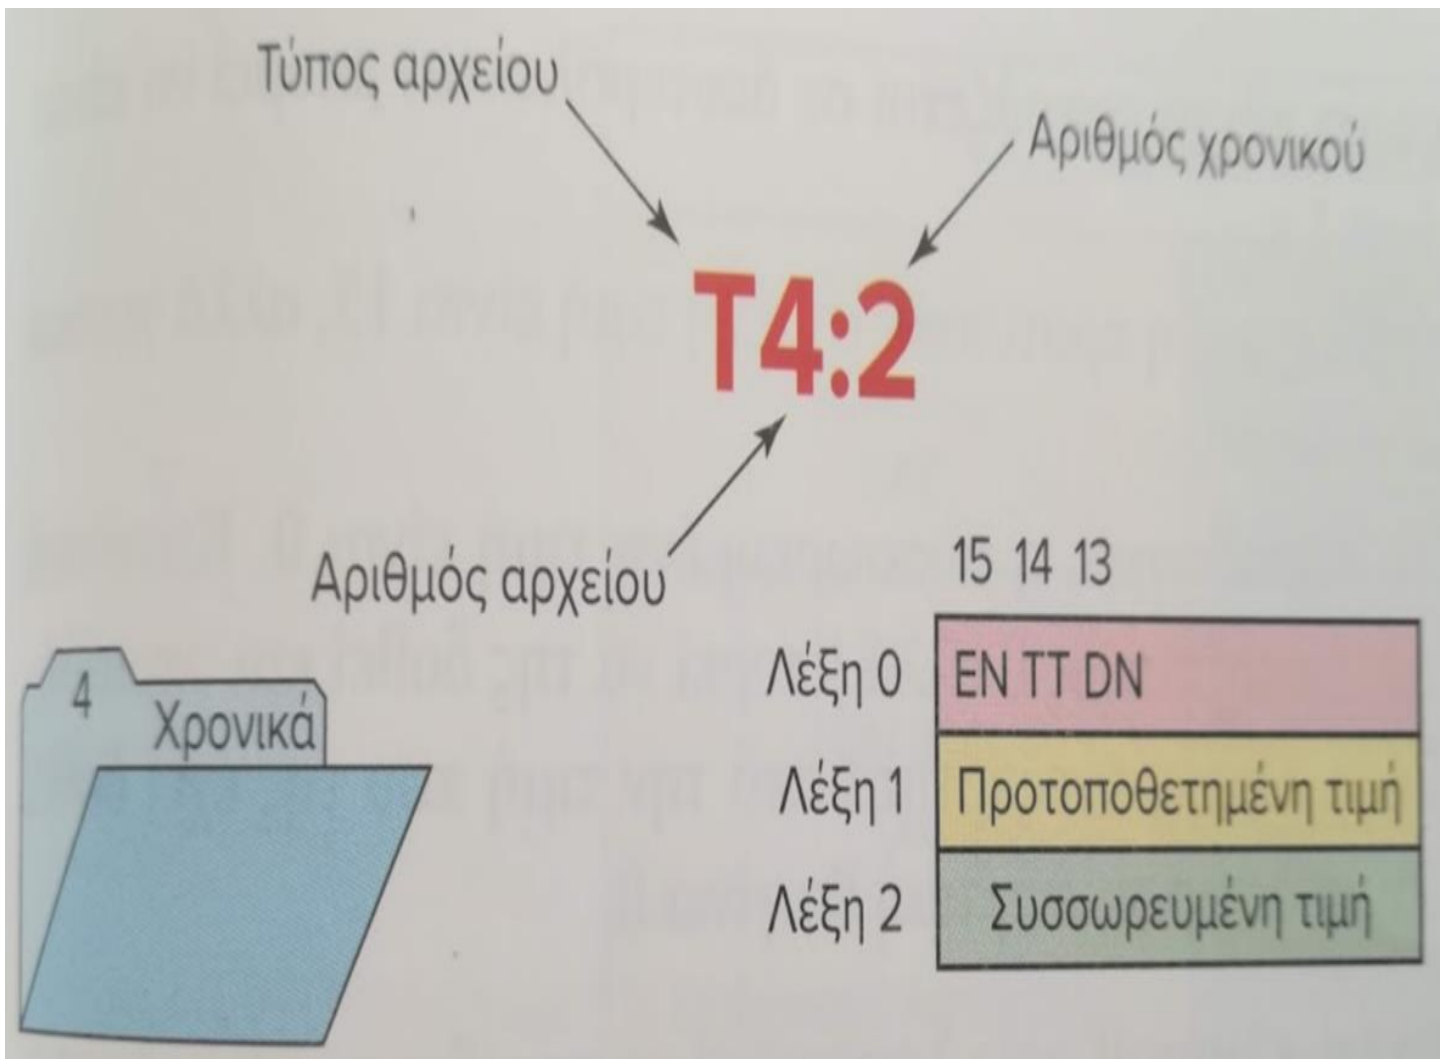 Τύπος αρχείου
Αριθμός χρονικού
T4:2
Αριθμός αρχείου
15 14 13
4
Χρονικά
Λέξη 0 EN TT DN
Λέξη 1 Προτοποθετημένη τιμή
Λέξη 2 Συσσωρευμένη τιμή